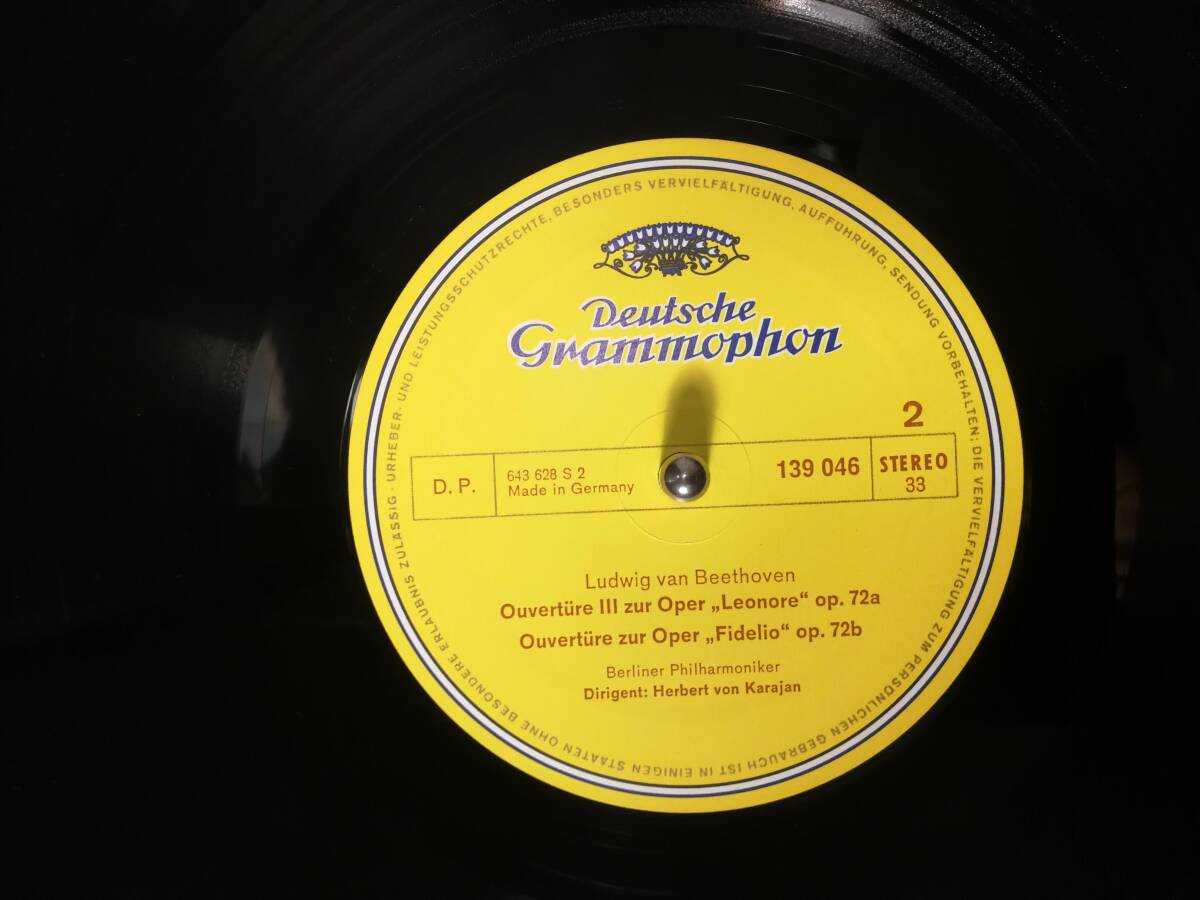 Deutsche
Grammophon
2
D. P.
643 628 S 2
Made in Germany
139 046
STEREO
33
Ludwig van Beethoven
Ouvertüre III zur Oper „Leonore“ op. 72a
Ouvertüre zur Oper „Fidelio“ op. 72b
Berliner Philharmoniker
Dirigent: Herbert von Karajan
URHEBER- UND LEISTUNGSSCHUTZRECHTE, BESONDERS VERVIELFÄLTIGUNG, AUFFÜHRUNG, SENDUNG VORBEHALTEN; DIE VERVIELFÄLTIGUNG ZUM PERSÖNLICHEN GEBRAUCH IST IN EINIGEN STAATEN OHNE BESONDERE ERLAUBNIS ZULÄSSIG ·